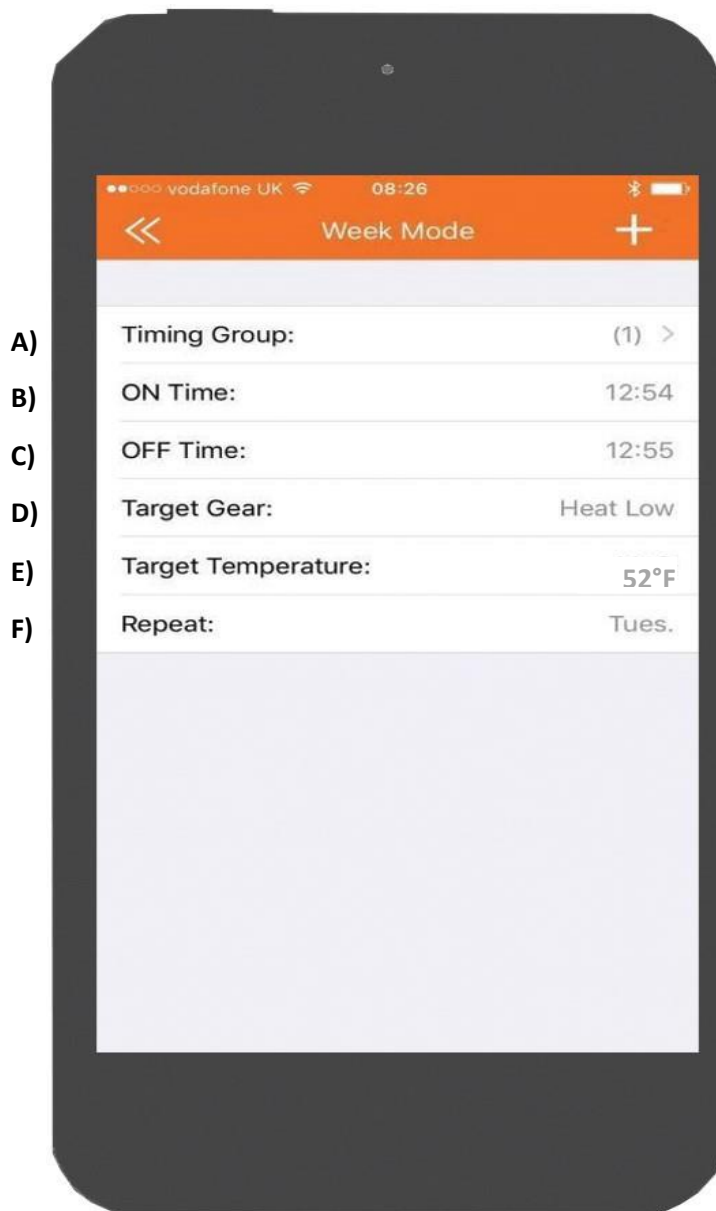 vodafone UK 08:26
Week Mode
A) Timing Group: (1) >
B) ON Time: 12:54
C) OFF Time: 12:55
D) Target Gear: Heat Low
E) Target Temperature: 52°F
F) Repeat: Tues.